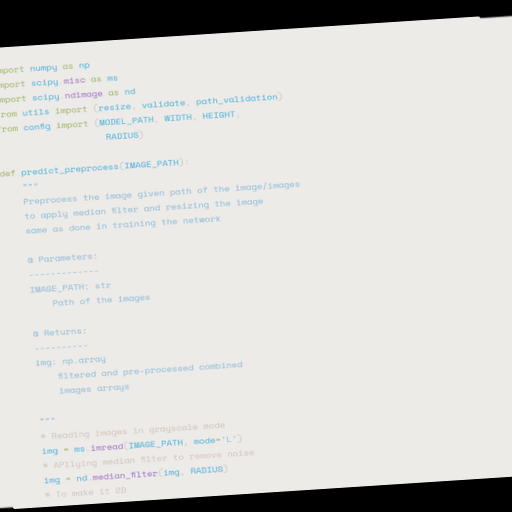 mport numpy as np
mport scipy.misc as ms
mport scipy.ndimage as nd
rom utils import (resize, validate, path_validation)
from config import (MODEL_PATH, WIDTH, HEIGHT,
RADIUS)
def predict_preprocess(IMAGE_PATH):
"""
Preprocess the image given path of the image/images
to apply median filter and resizing the image
same as done in training the network
@ Parameters:
-------------
IMAGE_PATH: str
Path of the images
@ Returns:
----------
img: np.array
filtered and pre-processed combined
images arrays
"""
# Reading images in grayscale mode
img = ms.imread(IMAGE_PATH, mode='L')
# APllying median filter to remove noise
img = nd.median_filter(img, RADIUS)
# To make it 2D